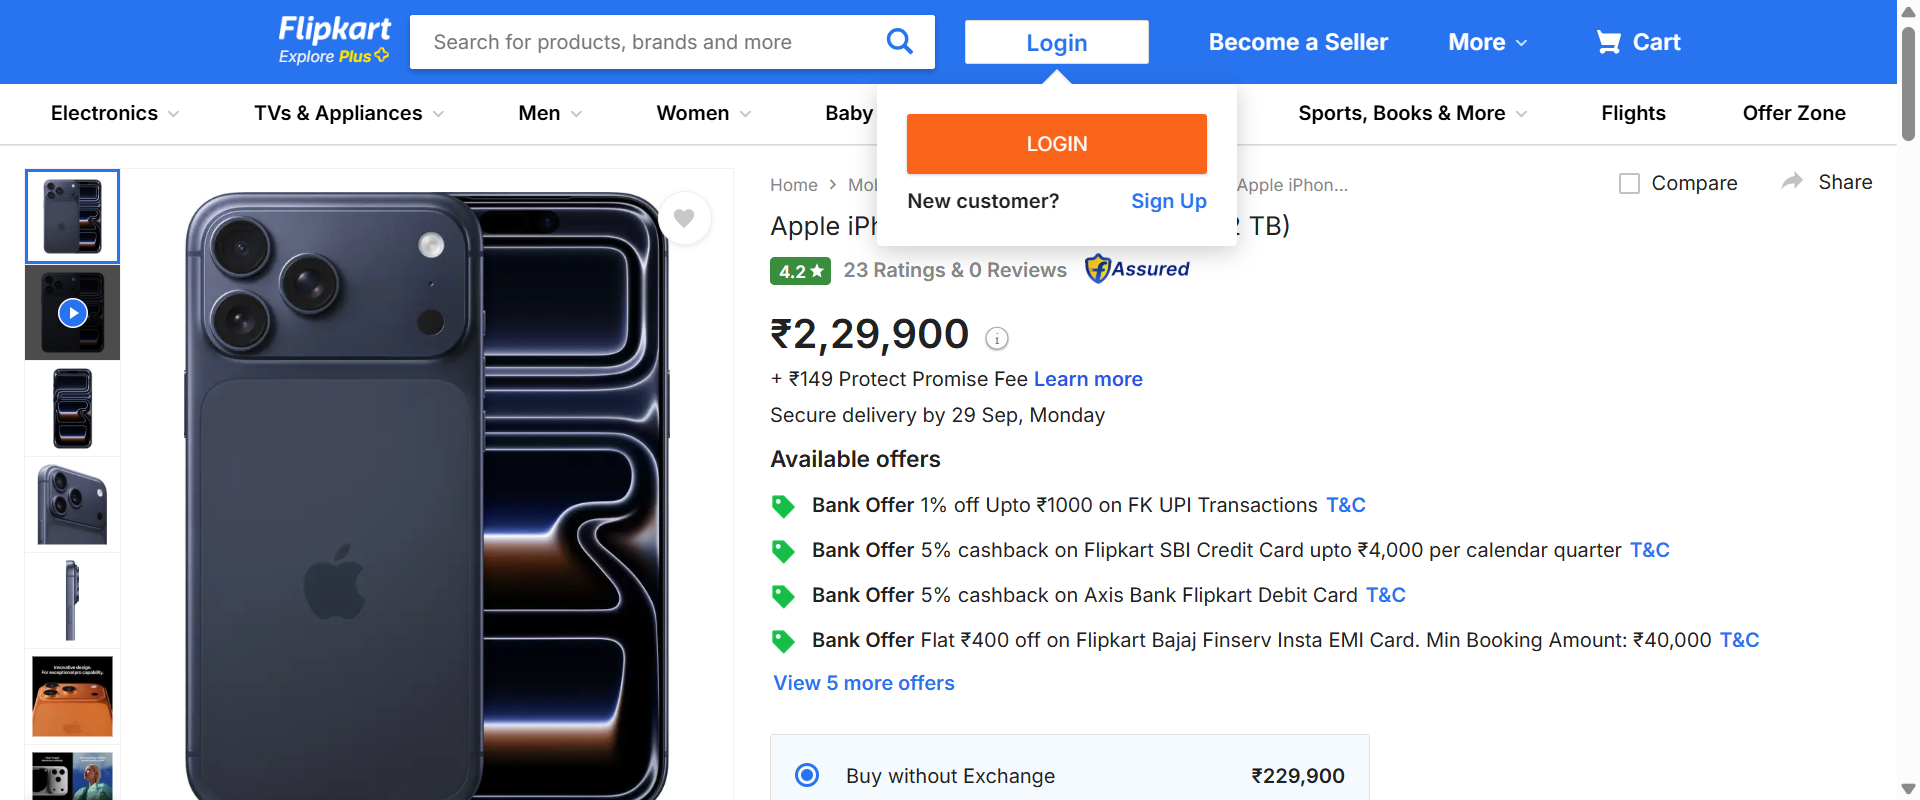 Flipkart
Explore Plus
Search for products, brands and more
Login
Become a Seller
More
Cart
Electronics
TVs & Appliances
Men
Women
Baby
Sports, Books & More
Flights
Offer Zone
LOGIN
New customer?
Sign Up
Home
Apple iPhon...
Compare
Share
Apple TB)
4.2
23 Ratings & 0 Reviews
Assured
₹2,29,900
i
+ ₹149 Protect Promise Fee Learn more
Secure delivery by 29 Sep, Monday
Available offers
Bank Offer 1% off Upto ₹1000 on FK UPI Transactions T&C
Bank Offer 5% cashback on Flipkart SBI Credit Card upto ₹4,000 per calendar quarter T&C
Bank Offer 5% cashback on Axis Bank Flipkart Debit Card T&C
Bank Offer Flat ₹400 off on Flipkart Bajaj Finserv Insta EMI Card. Min Booking Amount: ₹40,000 T&C
View 5 more offers
Buy without Exchange
₹229,900
Innovative design.
For exceptional pro capability.